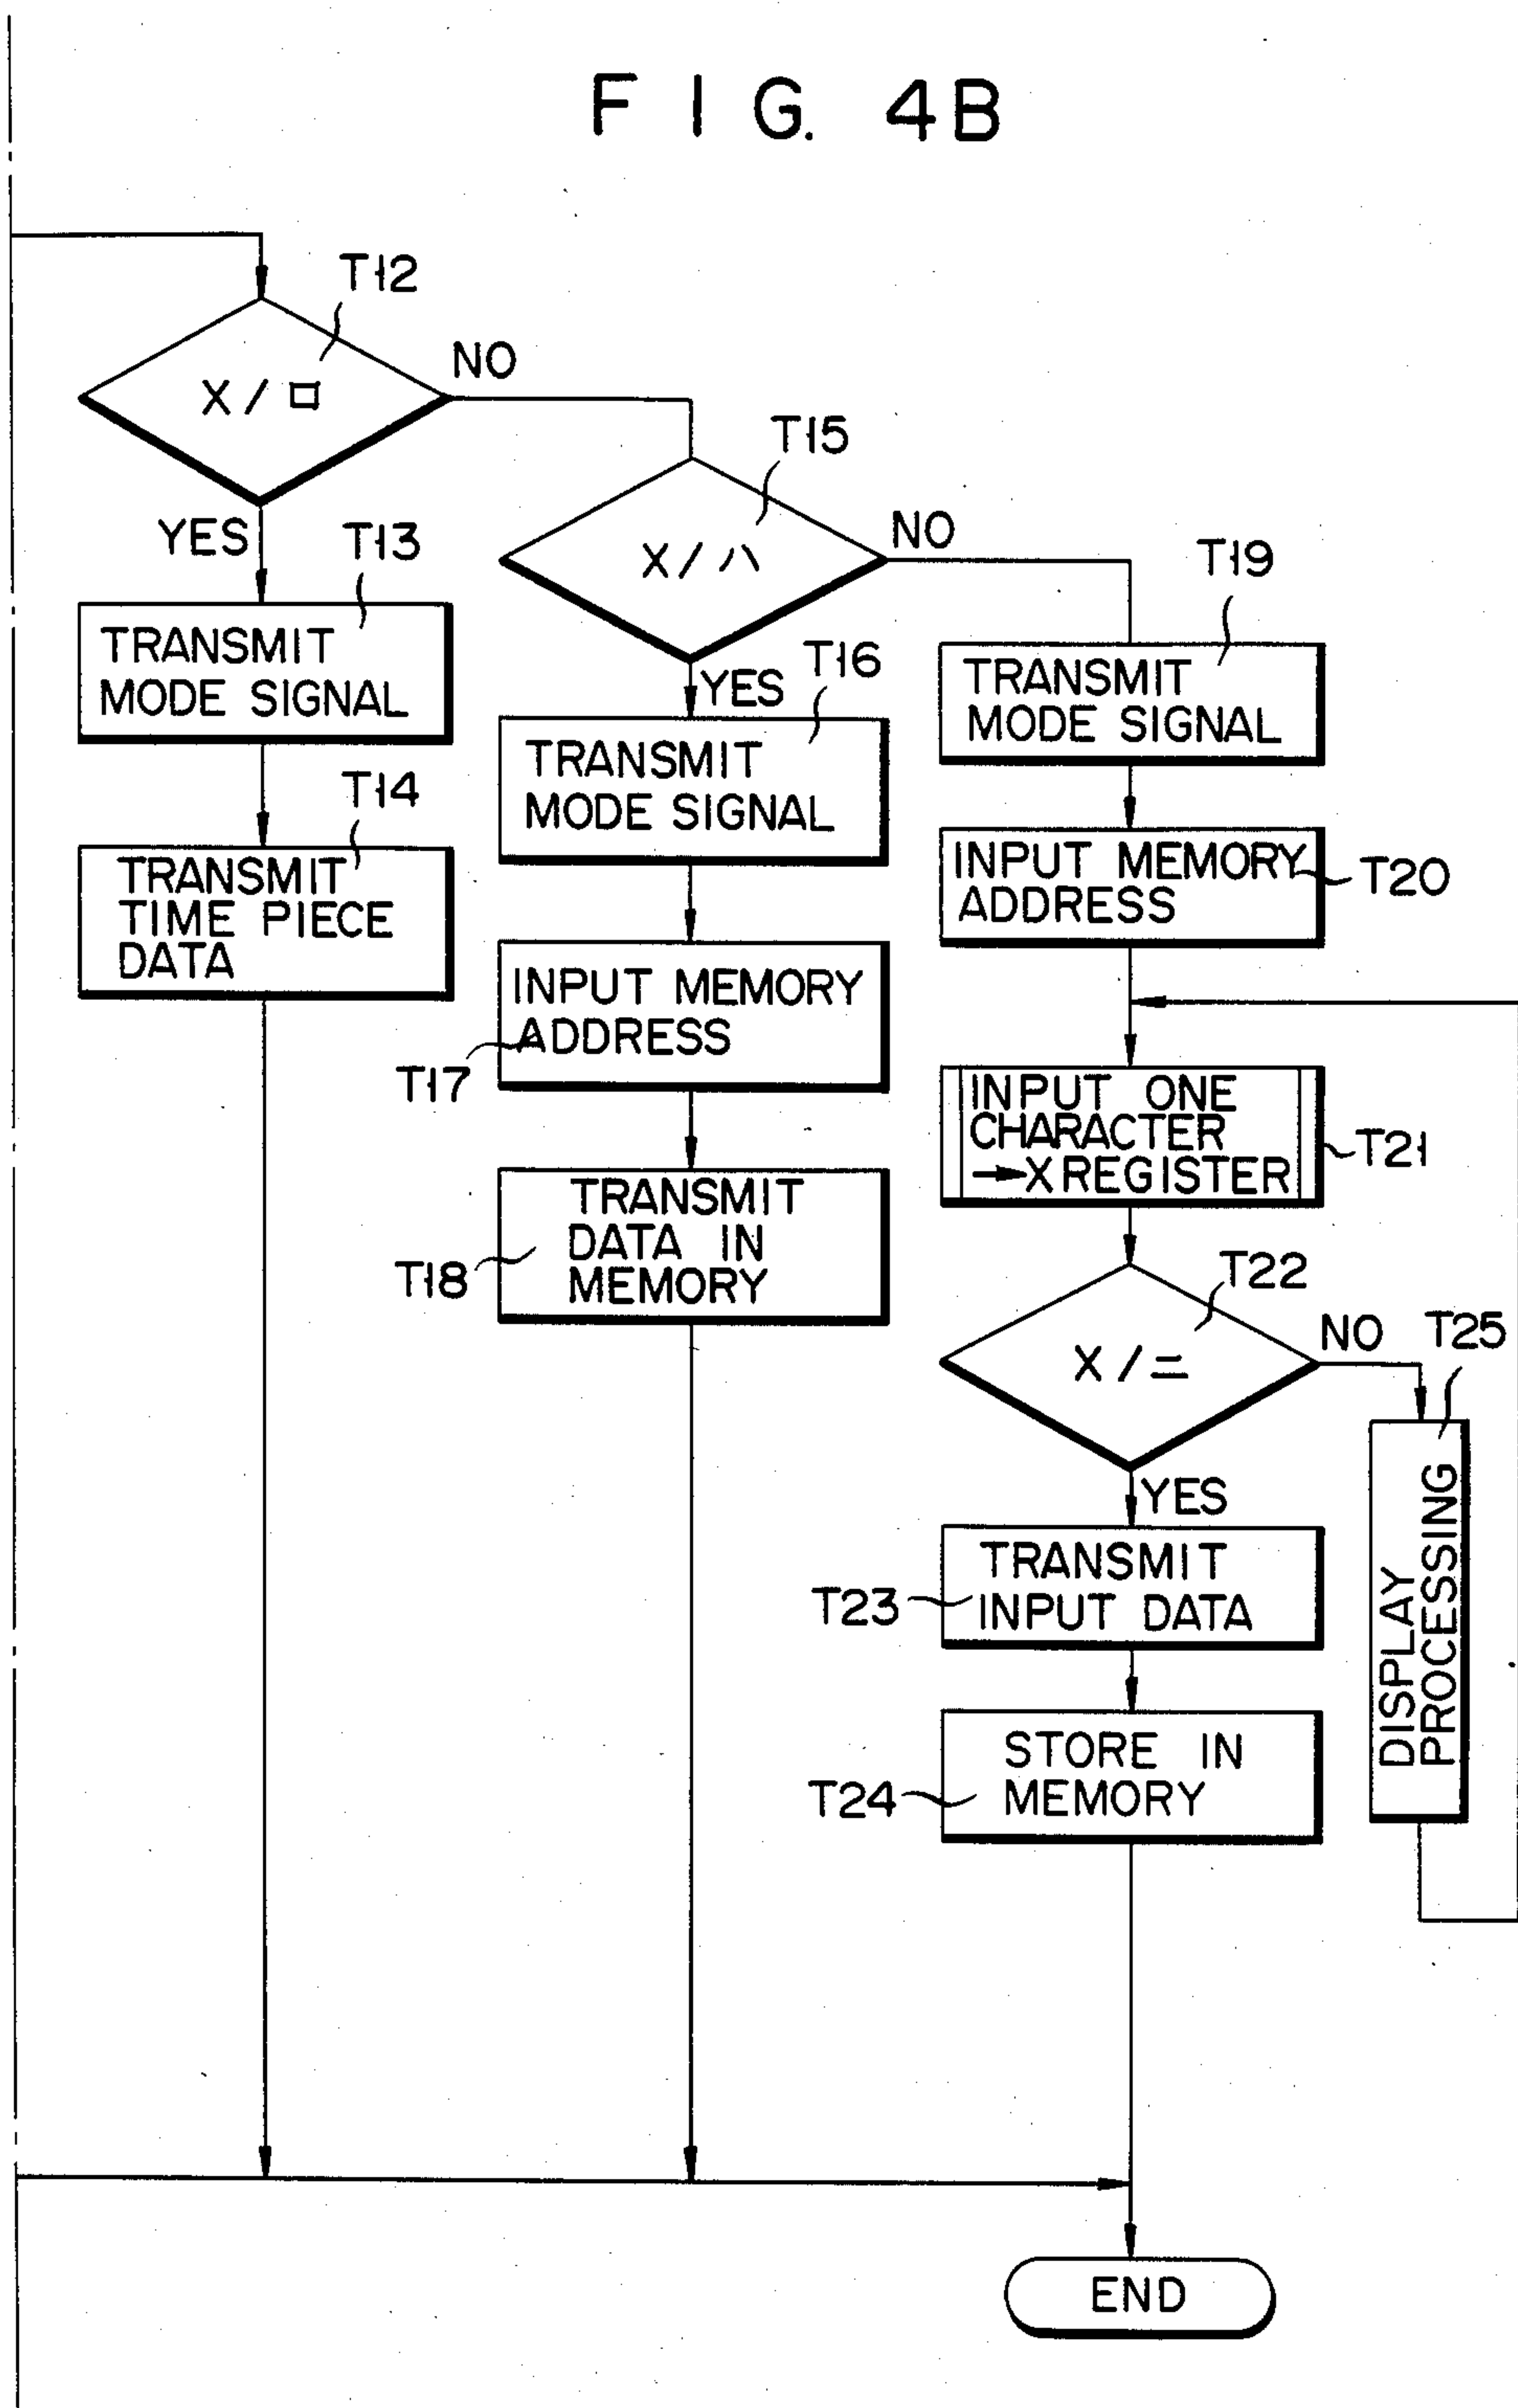 FIG. 4B
T12
X/ロ
NO
YES
T13
TRANSMIT
MODE SIGNAL
T14
TRANSMIT
TIME PIECE
DATA
T15
X/ハ
NO
YES
T16
TRANSMIT
MODE SIGNAL
INPUT MEMORY
ADDRESS
T17
TRANSMIT
DATA IN
MEMORY
T18
T19
TRANSMIT
MODE SIGNAL
INPUT MEMORY
ADDRESS
T20
INPUT ONE
CHARACTER
→X REGISTER
T21
T22
X/ニ
NO
YES
T25
DISPLAY
PROCESSING
TRANSMIT
INPUT DATA
T23
STORE IN
MEMORY
T24
END